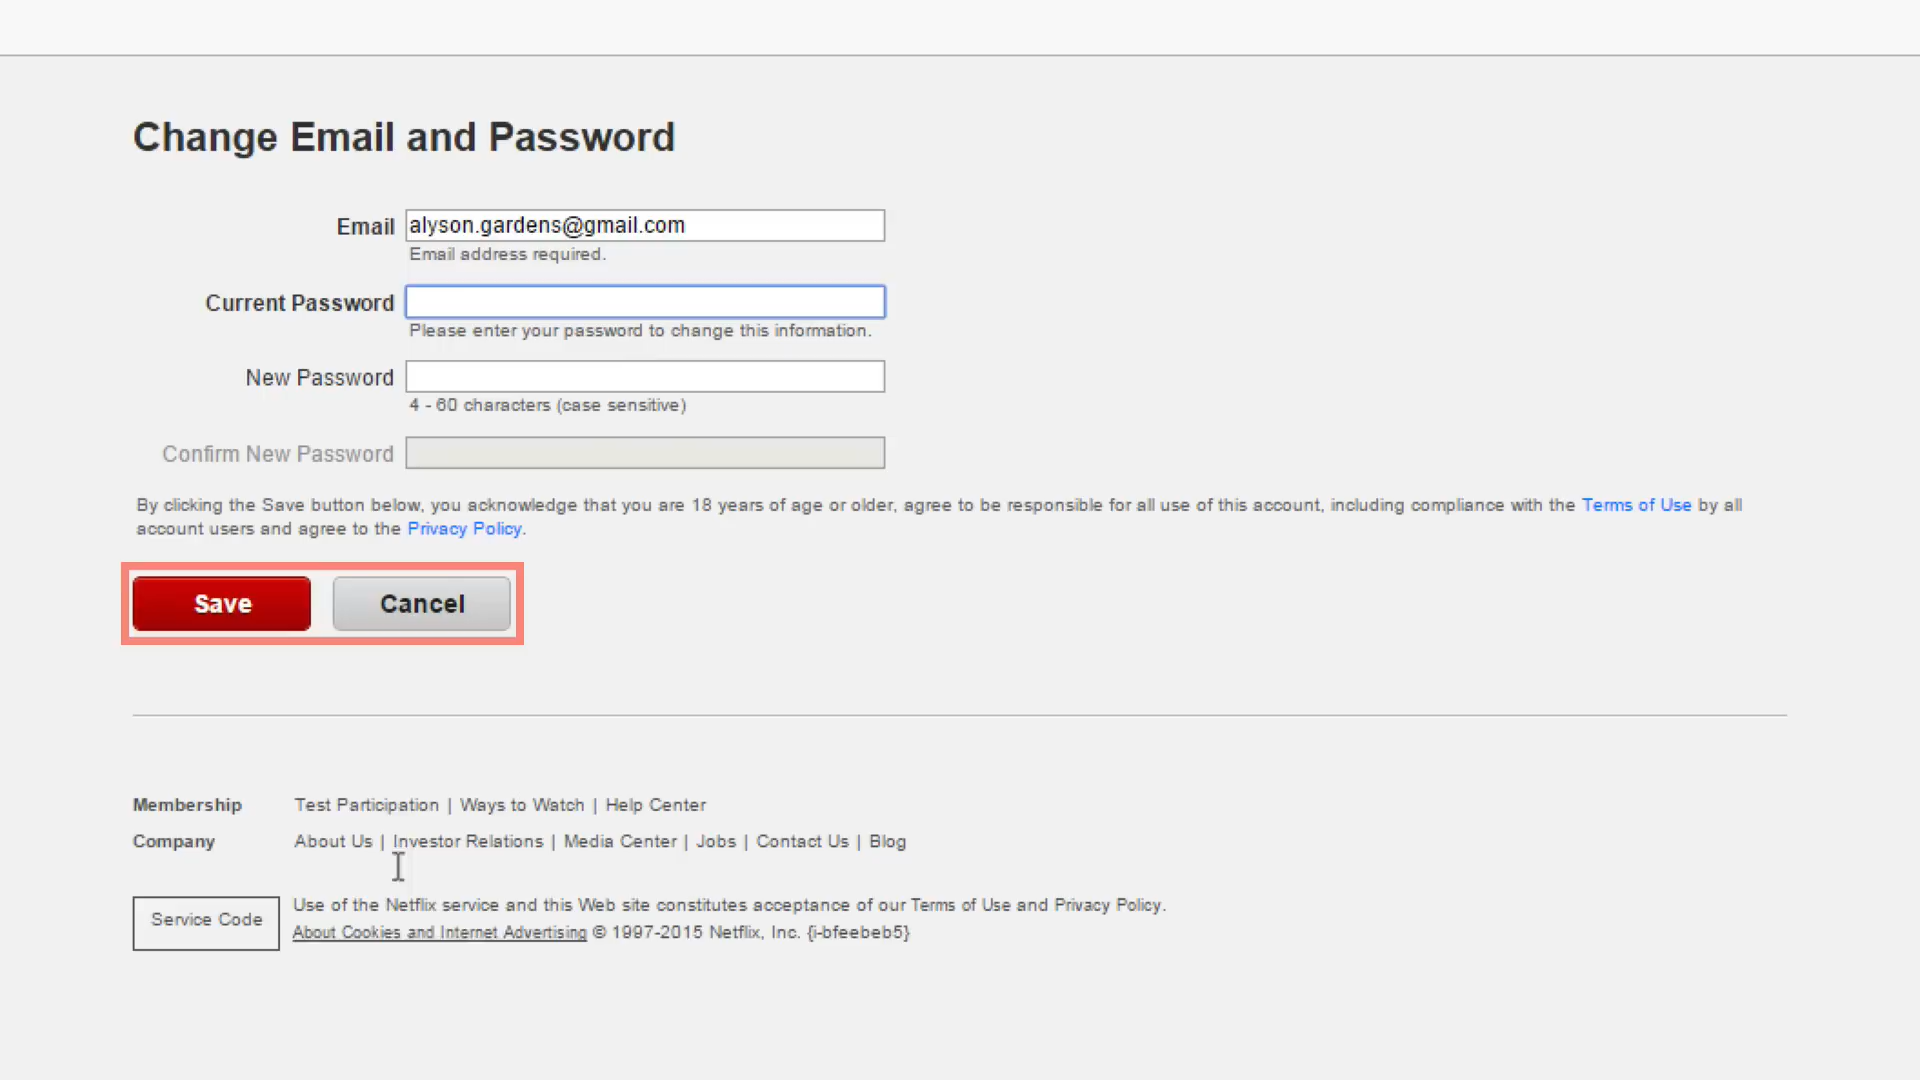 Change Email and Password
Email alyson.gardens@gmail.com
Email address required.
Current Password
Please enter your password to change this information.
New Password
4 - 60 characters (case sensitive)
Confirm New Password
By clicking the Save button below, you acknowledge that you are 18 years of age or older, agree to be responsible for all use of this account, including compliance with the Terms of Use by all
account users and agree to the Privacy Policy.
Save Cancel
Membership Test Participation | Ways to Watch | Help Center
Company About Us | Investor Relations | Media Center | Jobs | Contact Us | Blog
Service Code
Use of the Netflix service and this Web site constitutes acceptance of our Terms of Use and Privacy Policy.
About Cookies and Internet Advertising © 1997-2015 Netflix, Inc. {i-bfeebeb5}